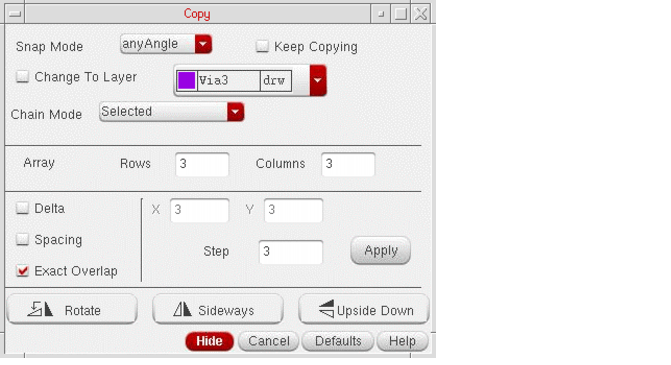 Copy
Snap Mode anyAngle Keep Copying
Change To Layer Via3 drw
Chain Mode Selected
Array Rows 3 Columns 3
Delta X 3 Y 3
Spacing
Step 3 Apply
Exact Overlap
Rotate Sideways Upside Down
Hide Cancel Defaults Help